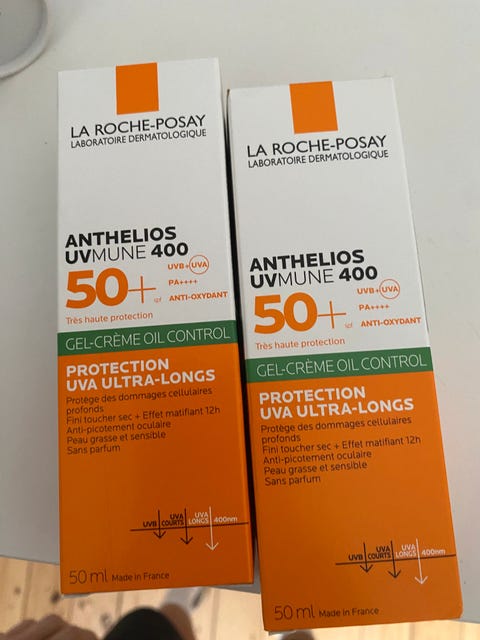 LA ROCHE-POSAY
LABORATOIRE DERMATOLOGIQUE
ANTHELIOS
UVMUNE 400
50+
spf
UVB+UVA
PA++++
ANTI-OXYDANT
Très haute protection
GEL-CRÈME OIL CONTROL
PROTECTION
UVA ULTRA-LONGS
Protège des dommages cellulaires
profonds
Fini toucher sec + Effet matifiant 12h
Anti-picotement oculaire
Peau grasse et sensible
Sans parfum
UVB
UVA
COURTS
UVA
LONGS
400nm
50 ml Made in France
LA ROCHE-POSAY
LABORATOIRE DERMATOLOGIQUE
ANTHELIOS
UVMUNE 400
50+
spf
UVB+UVA
PA++++
ANTI-OXYDANT
Très haute protection
GEL-CRÈME OIL CONTROL
PROTECTION
UVA ULTRA-LONGS
Protège des dommages cellulaires
profonds
Fini toucher sec + Effet matifiant 12h
Anti-picotement oculaire
Peau grasse et sensible
Sans parfum
UVB
UVA
COURTS
UVA
LONGS
400nm
50 ml Made in France